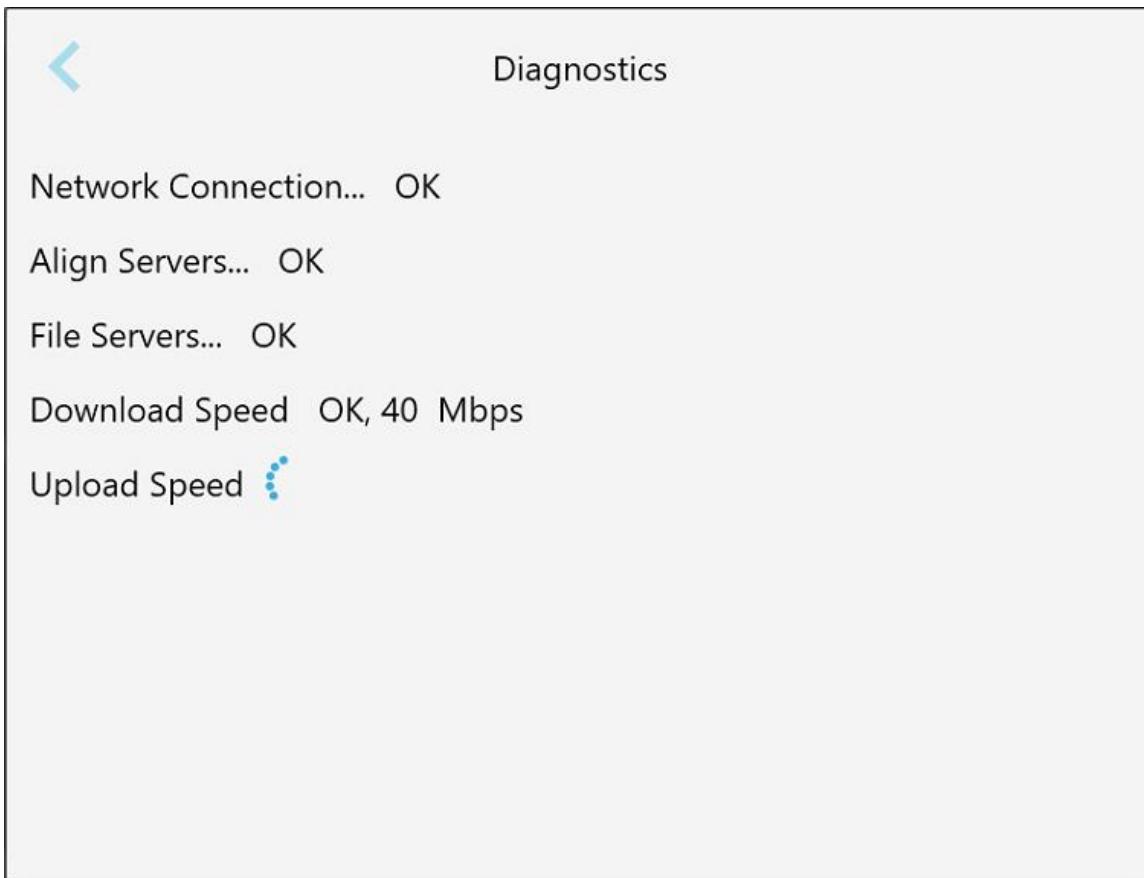 Diagnostics
Network Connection... OK
Align Servers... OK
File Servers... OK
Download Speed OK, 40 Mbps
Upload Speed